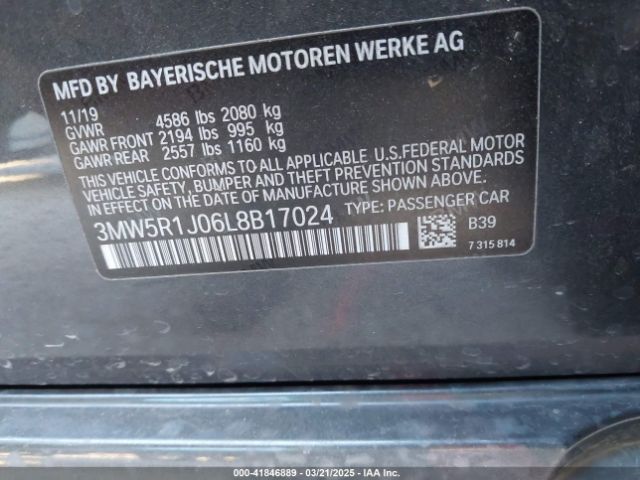 MFD BY BAYERISCHE MOTOREN WERKE AG
11/19
GVWR 4586 lbs 2080 kg
GAWR FRONT 2194 lbs 995 kg
GAWR REAR 2557 lbs 1160 kg
THIS VEHICLE CONFORMS TO ALL APPLICABLE U.S.FEDERAL MOTOR
VEHICLE SAFETY, BUMPER AND THEFT PREVENTION STANDARDS
IN EFFECT ON THE DATE OF MANUFACTURE SHOWN ABOVE.
3MW5R1J06L8B17024 TYPE: PASSENGER CAR
B39
7 315 814
000-41846889 - 03/21/2025 - IAA Inc.